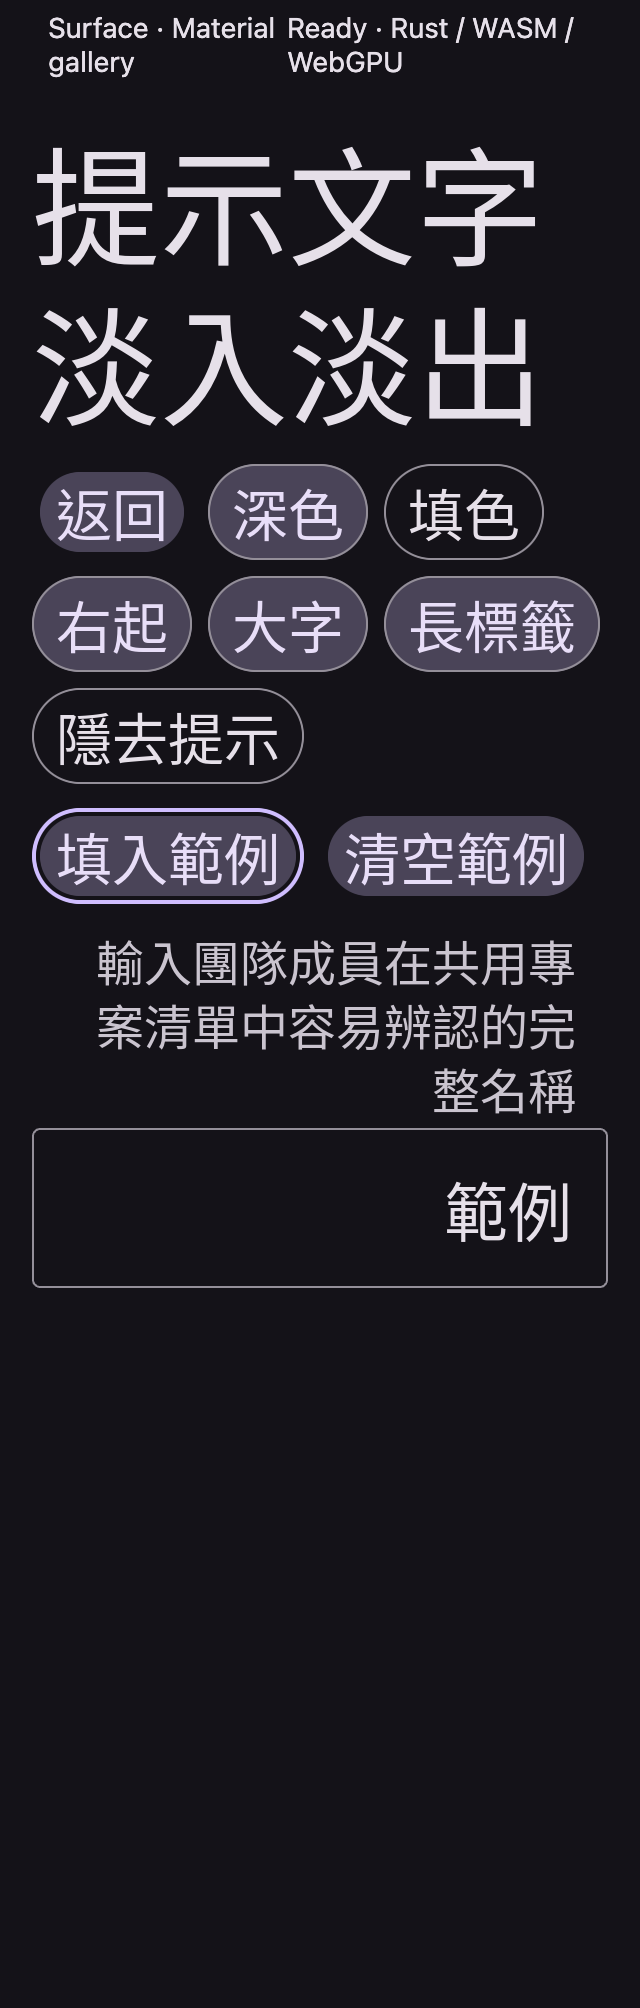 Surface · Material gallery
Ready · Rust / WASM / WebGPU
提示文字
淡入淡出
返回 深色 填色
右起 大字 長標籤
隱去提示
填入範例 清空範例
輸入團隊成員在共用專
案清單中容易辨認的完
整名稱
範例